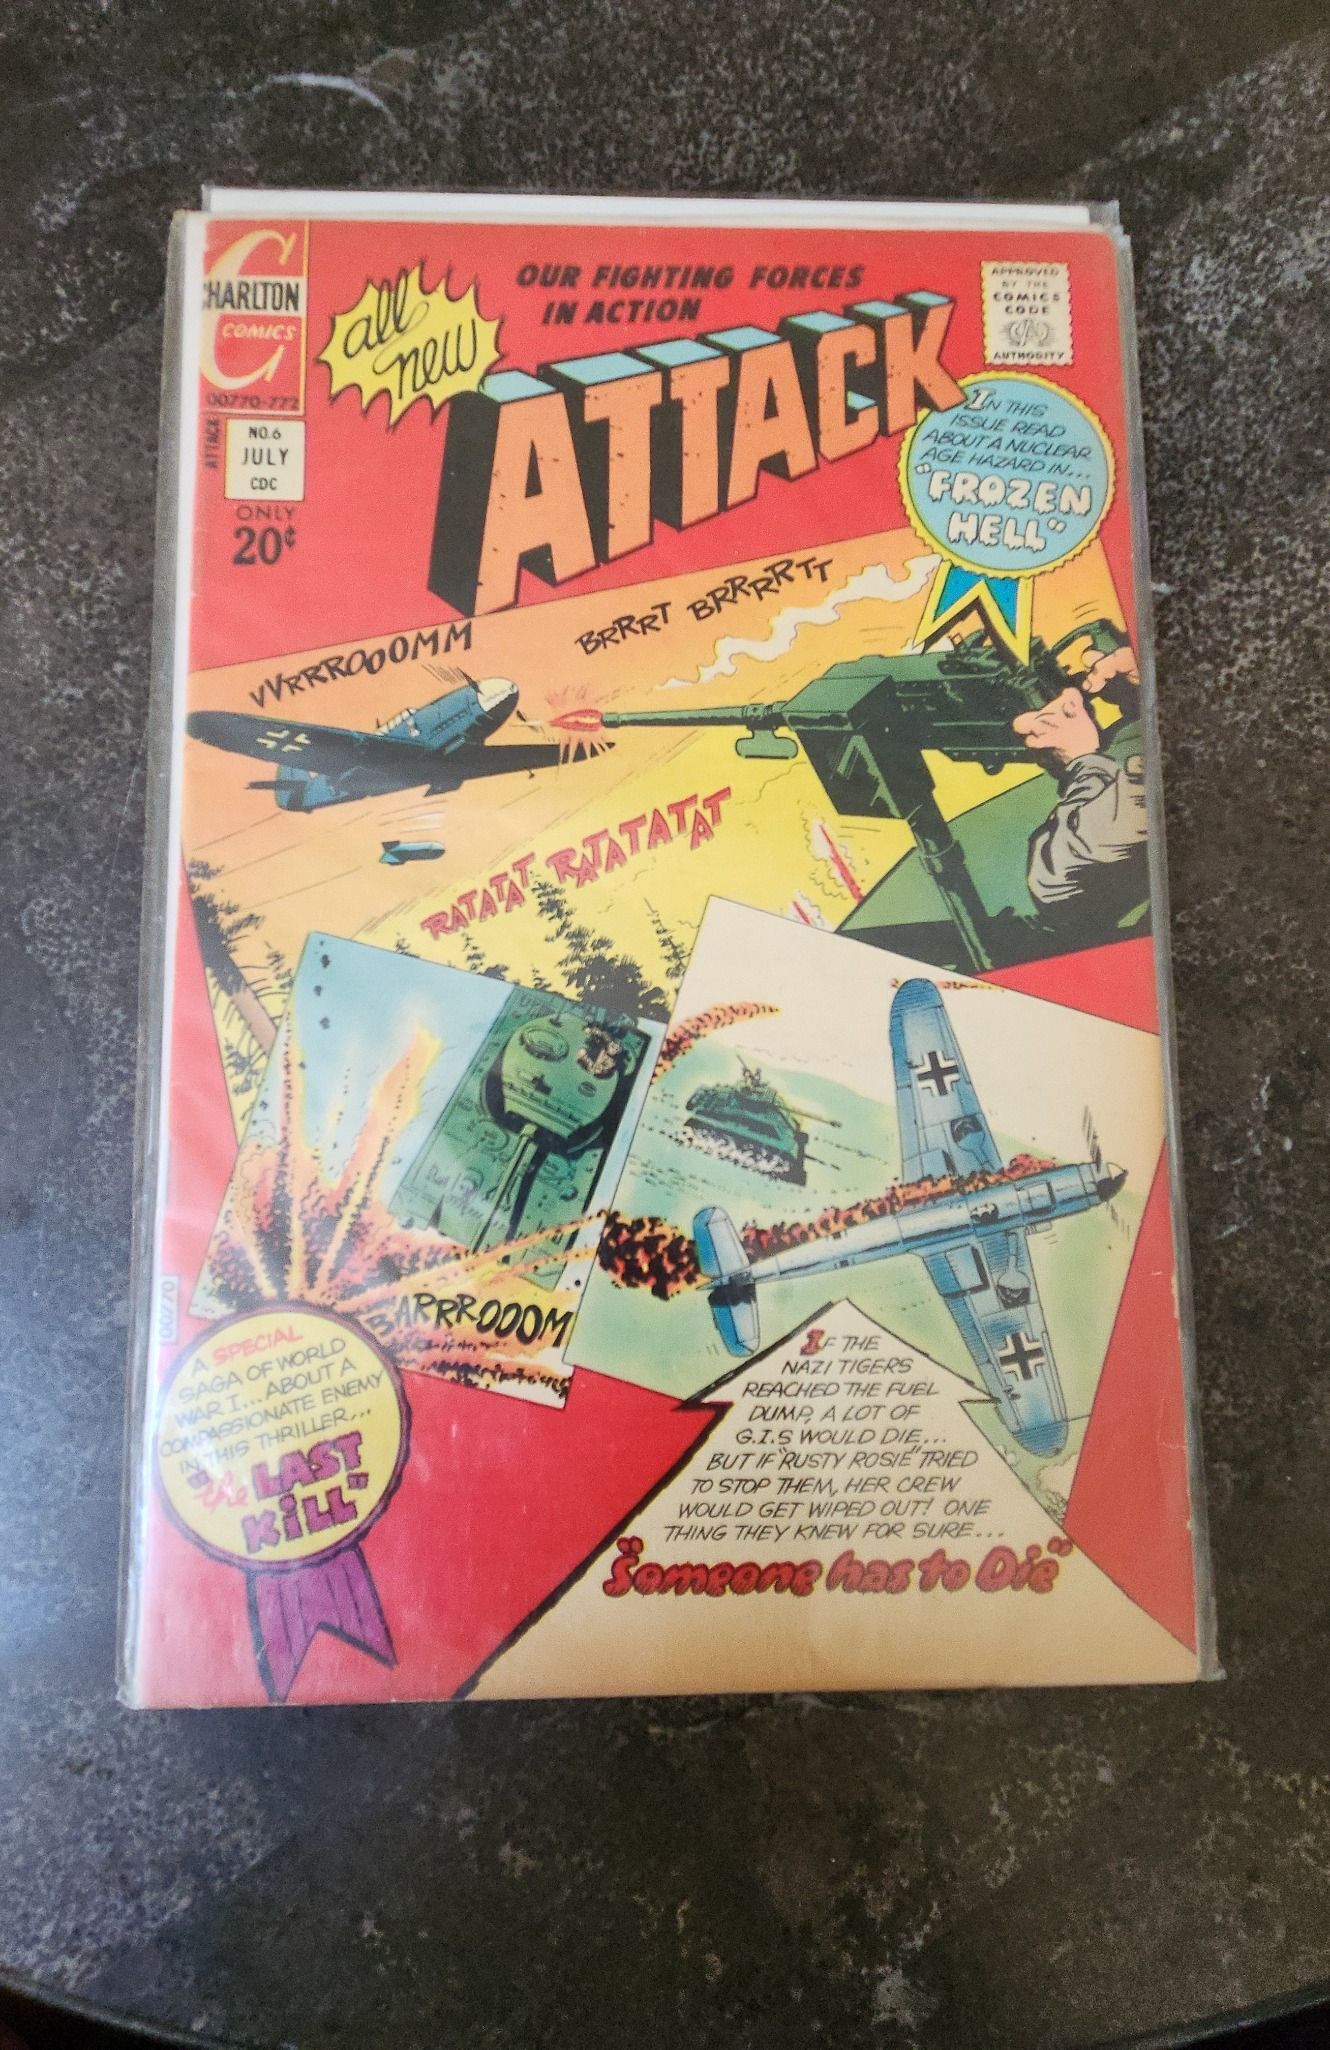 CHARLTON
COMICS
00770-772
ATTACK
NO.6
JULY
CDC
ONLY
20¢
all
new
OUR FIGHTING FORCES
IN ACTION
ATTACK
APPROVED
BY THE
COMICS
CODE
AUTHORITY
IN THIS
ISSUE READ
ABOUT A NUCLEAR
AGE HAZARD IN...
"FROZEN
HELL"
VVRRROOOMM
BRRRT BRRRRTT
RATATAT RATATATAT
BARRROOOM
00770
A SPECIAL
SAGA OF WORLD
WAR I... ABOUT A
COMPASSIONATE ENEMY
IN THIS THRILLER...
"the LAST
KiLL"
IF THE
NAZI TIGERS
REACHED THE FUEL
DUMP, A LOT OF
G.I.S WOULD DIE...
BUT IF "RUSTY ROSIE" TRIED
TO STOP THEM, HER CREW
WOULD GET WIPED OUT! ONE
THING THEY KNEW FOR SURE...
"Someone has to Die"